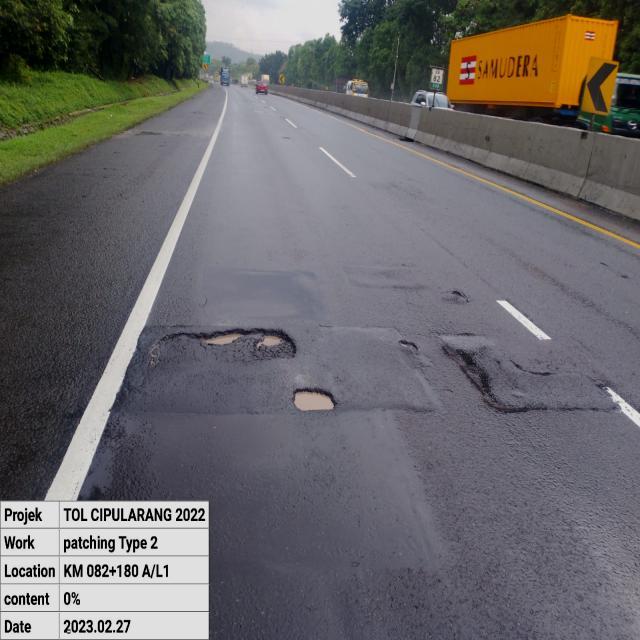 SAMUDERA
82
Projek TOL CIPULARANG 2022
Work patching Type 2
Location KM 082+180 A/L1
content 0%
Date 2023.02.27